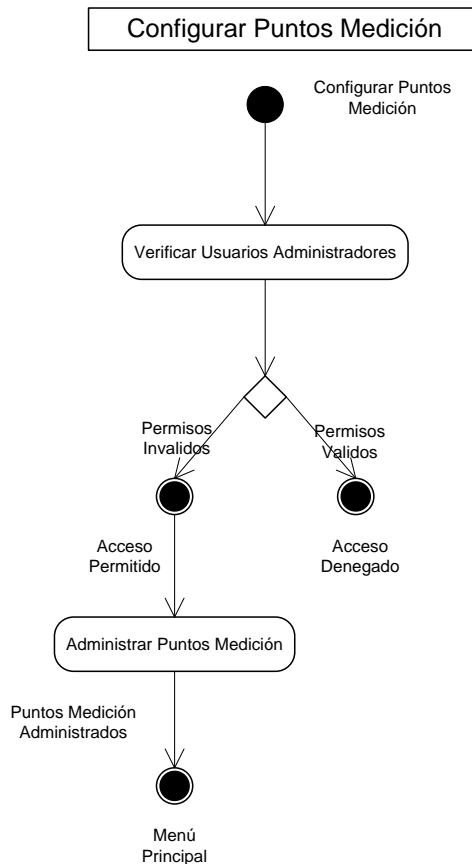 Configurar Puntos Medición
Configurar Puntos
Medición
Verificar Usuarios Administradores
Permisos
Invalidos
Permisos
Validos
Acceso
Permitido
Acceso
Denegado
Administrar Puntos Medición
Puntos Medición
Administrados
Menú
Principal